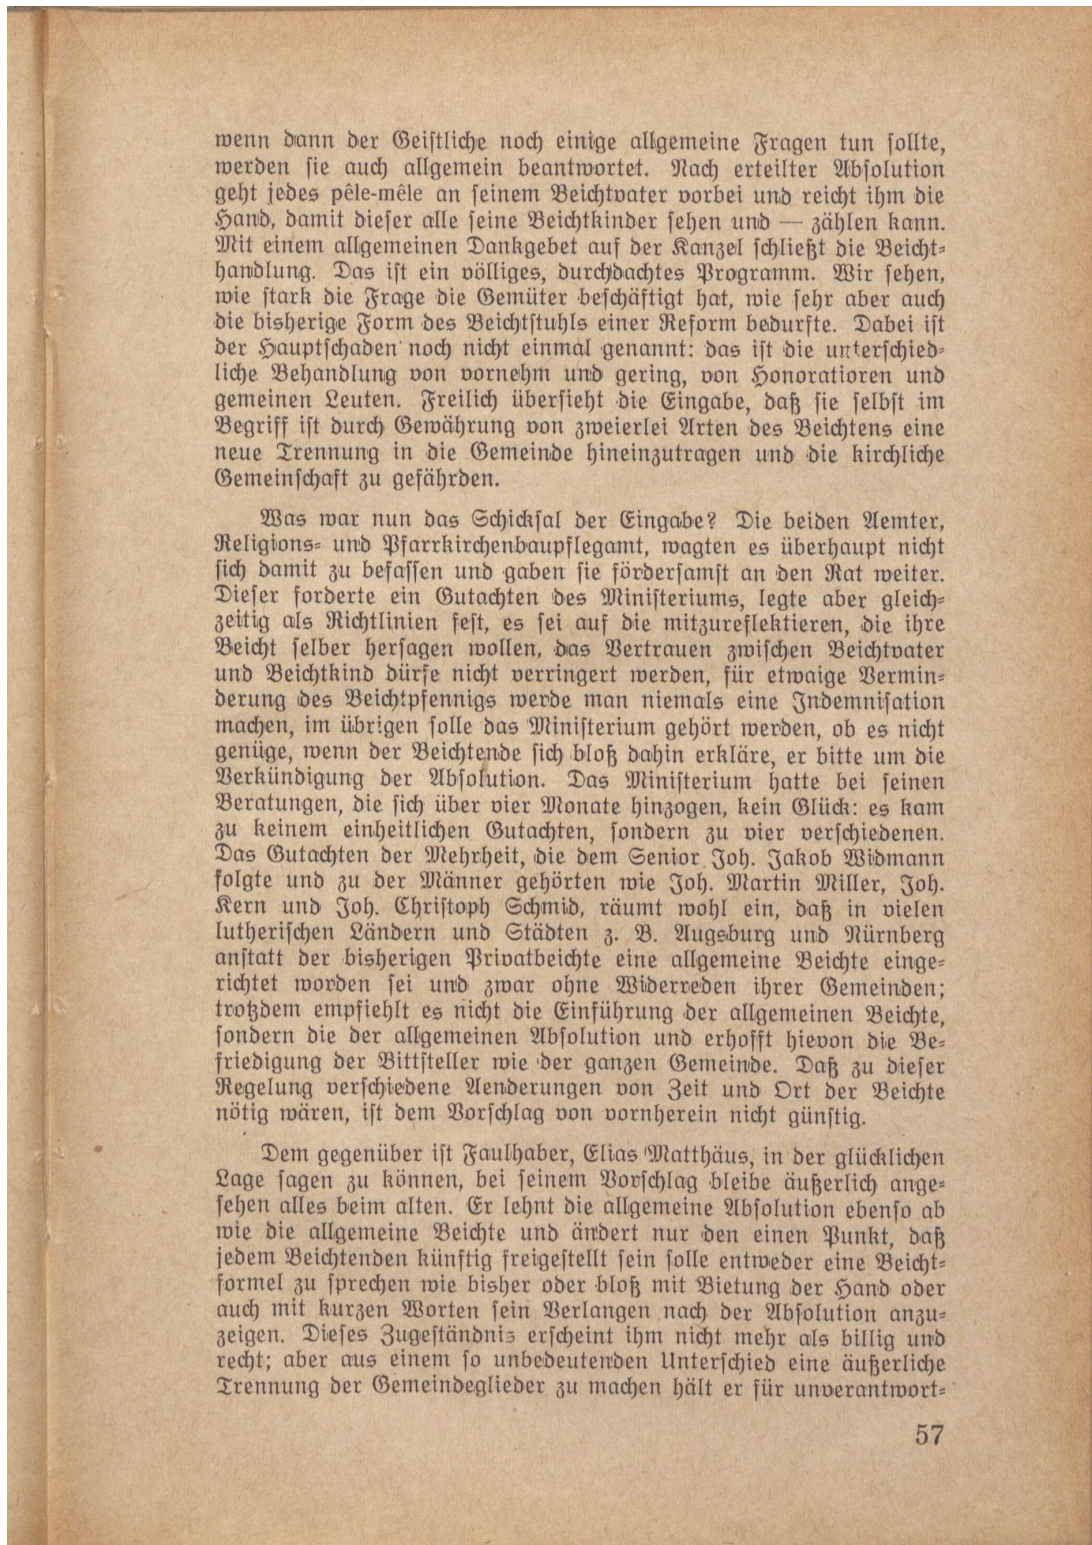 wenn dann der Geistliche noch einige allgemeine Fragen tun sollte,
werden sie auch allgemein beantwortet. Nach erteilter Absolution
geht jedes pêle-mêle an seinem Beichtvater vorbei und reicht ihm die
Hand, damit dieser alle seine Beichtkinder sehen und — zählen kann.
Mit einem allgemeinen Dankgebet auf der Kanzel schließt die Beicht-
handlung. Das ist ein völliges, durchdachtes Programm. Wir sehen,
wie stark die Frage die Gemüter beschäftigt hat, wie sehr aber auch
die bisherige Form des Beichtstuhls einer Reform bedurfte. Dabei ist
der Hauptschaden noch nicht einmal genannt: das ist die unterschied-
liche Behandlung von vornehm und gering, von Honoratioren und
gemeinen Leuten. Freilich übersieht die Eingabe, daß sie selbst im
Begriff ist durch Gewährung von zweierlei Arten des Beichtens eine
neue Trennung in die Gemeinde hineinzutragen und die kirchliche
Gemeinschaft zu gefährden.
Was war nun das Schicksal der Eingabe? Die beiden Aemter,
Religions- und Pfarrkirchenbaupflegamt, wagten es überhaupt nicht
sich damit zu befassen und gaben sie fördersamst an den Rat weiter.
Dieser forderte ein Gutachten des Ministeriums, legte aber gleich-
zeitig als Richtlinien fest, es sei auf die mitzureflektieren, die ihre
Beicht selber hersagen wollen, das Vertrauen zwischen Beichtvater
und Beichtkind dürfe nicht verringert werden, für etwaige Vermin-
derung des Beichtpfennigs werde man niemals eine Indemnisation
machen, im übrigen solle das Ministerium gehört werden, ob es nicht
genüge, wenn der Beichtende sich bloß dahin erkläre, er bitte um die
Verkündigung der Absolution. Das Ministerium hatte bei seinen
Beratungen, die sich über vier Monate hinzogen, kein Glück: es kam
zu keinem einheitlichen Gutachten, sondern zu vier verschiedenen.
Das Gutachten der Mehrheit, die dem Senior Joh. Jakob Widmann
folgte und zu der Männer gehörten wie Joh. Martin Miller, Joh.
Kern und Joh. Christoph Schmid, räumt wohl ein, daß in vielen
lutherischen Ländern und Städten z. B. Augsburg und Nürnberg
anstatt der bisherigen Privatbeichte eine allgemeine Beichte einge-
richtet worden sei und zwar ohne Widerreden ihrer Gemeinden;
trotzdem empfiehlt es nicht die Einführung der allgemeinen Beichte,
sondern die der allgemeinen Absolution und erhofft hievon die Be-
friedigung der Bittsteller wie der ganzen Gemeinde. Daß zu dieser
Regelung verschiedene Aenderungen von Zeit und Ort der Beichte
nötig wären, ist dem Vorschlag von vornherein nicht günstig.
Dem gegenüber ist Faulhaber, Elias Matthäus, in der glücklichen
Lage sagen zu können, bei seinem Vorschlag bleibe äußerlich ange-
sehen alles beim alten. Er lehnt die allgemeine Absolution ebenso ab
wie die allgemeine Beichte und ändert nur den einen Punkt, daß
jedem Beichtenden künftig freigestellt sein solle entweder eine Beicht-
formel zu sprechen wie bisher oder bloß mit Bietung der Hand oder
auch mit kurzen Worten sein Verlangen nach der Absolution anzu-
zeigen. Dieses Zugeständnis erscheint ihm nicht mehr als billig und
recht; aber aus einem so unbedeutenden Unterschied eine äußerliche
Trennung der Gemeindeglieder zu machen hält er für unverantwort-
57